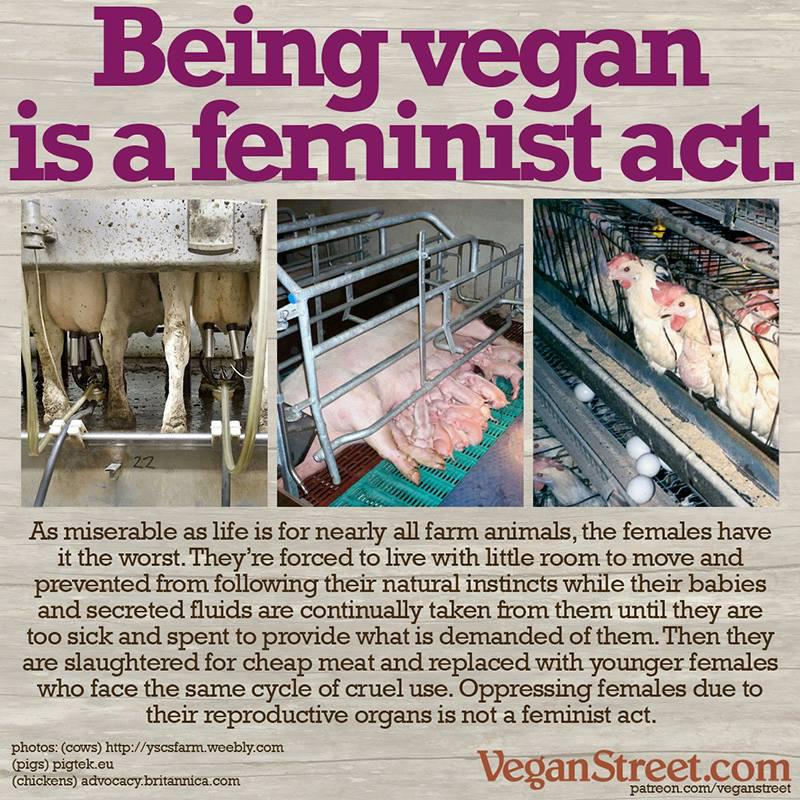 Being vegan
is a feminist act.
22
As miserable as life is for nearly all farm animals, the females have
it the worst. They're forced to live with little room to move and
prevented from following their natural instincts while their babies
and secreted fluids are continually taken from them until they are
too sick and spent to provide what is demanded of them. Then they
are slaughtered for cheap meat and replaced with younger females
who face the same cycle of cruel use. Oppressing females due to
their reproductive organs is not a feminist act.
photos: (cows) http://yscsfarm.weebly.com
(pigs) pigtek.eu
(chickens) advocacy.britannica.com
VeganStreet.com
patreon.com/veganstreet